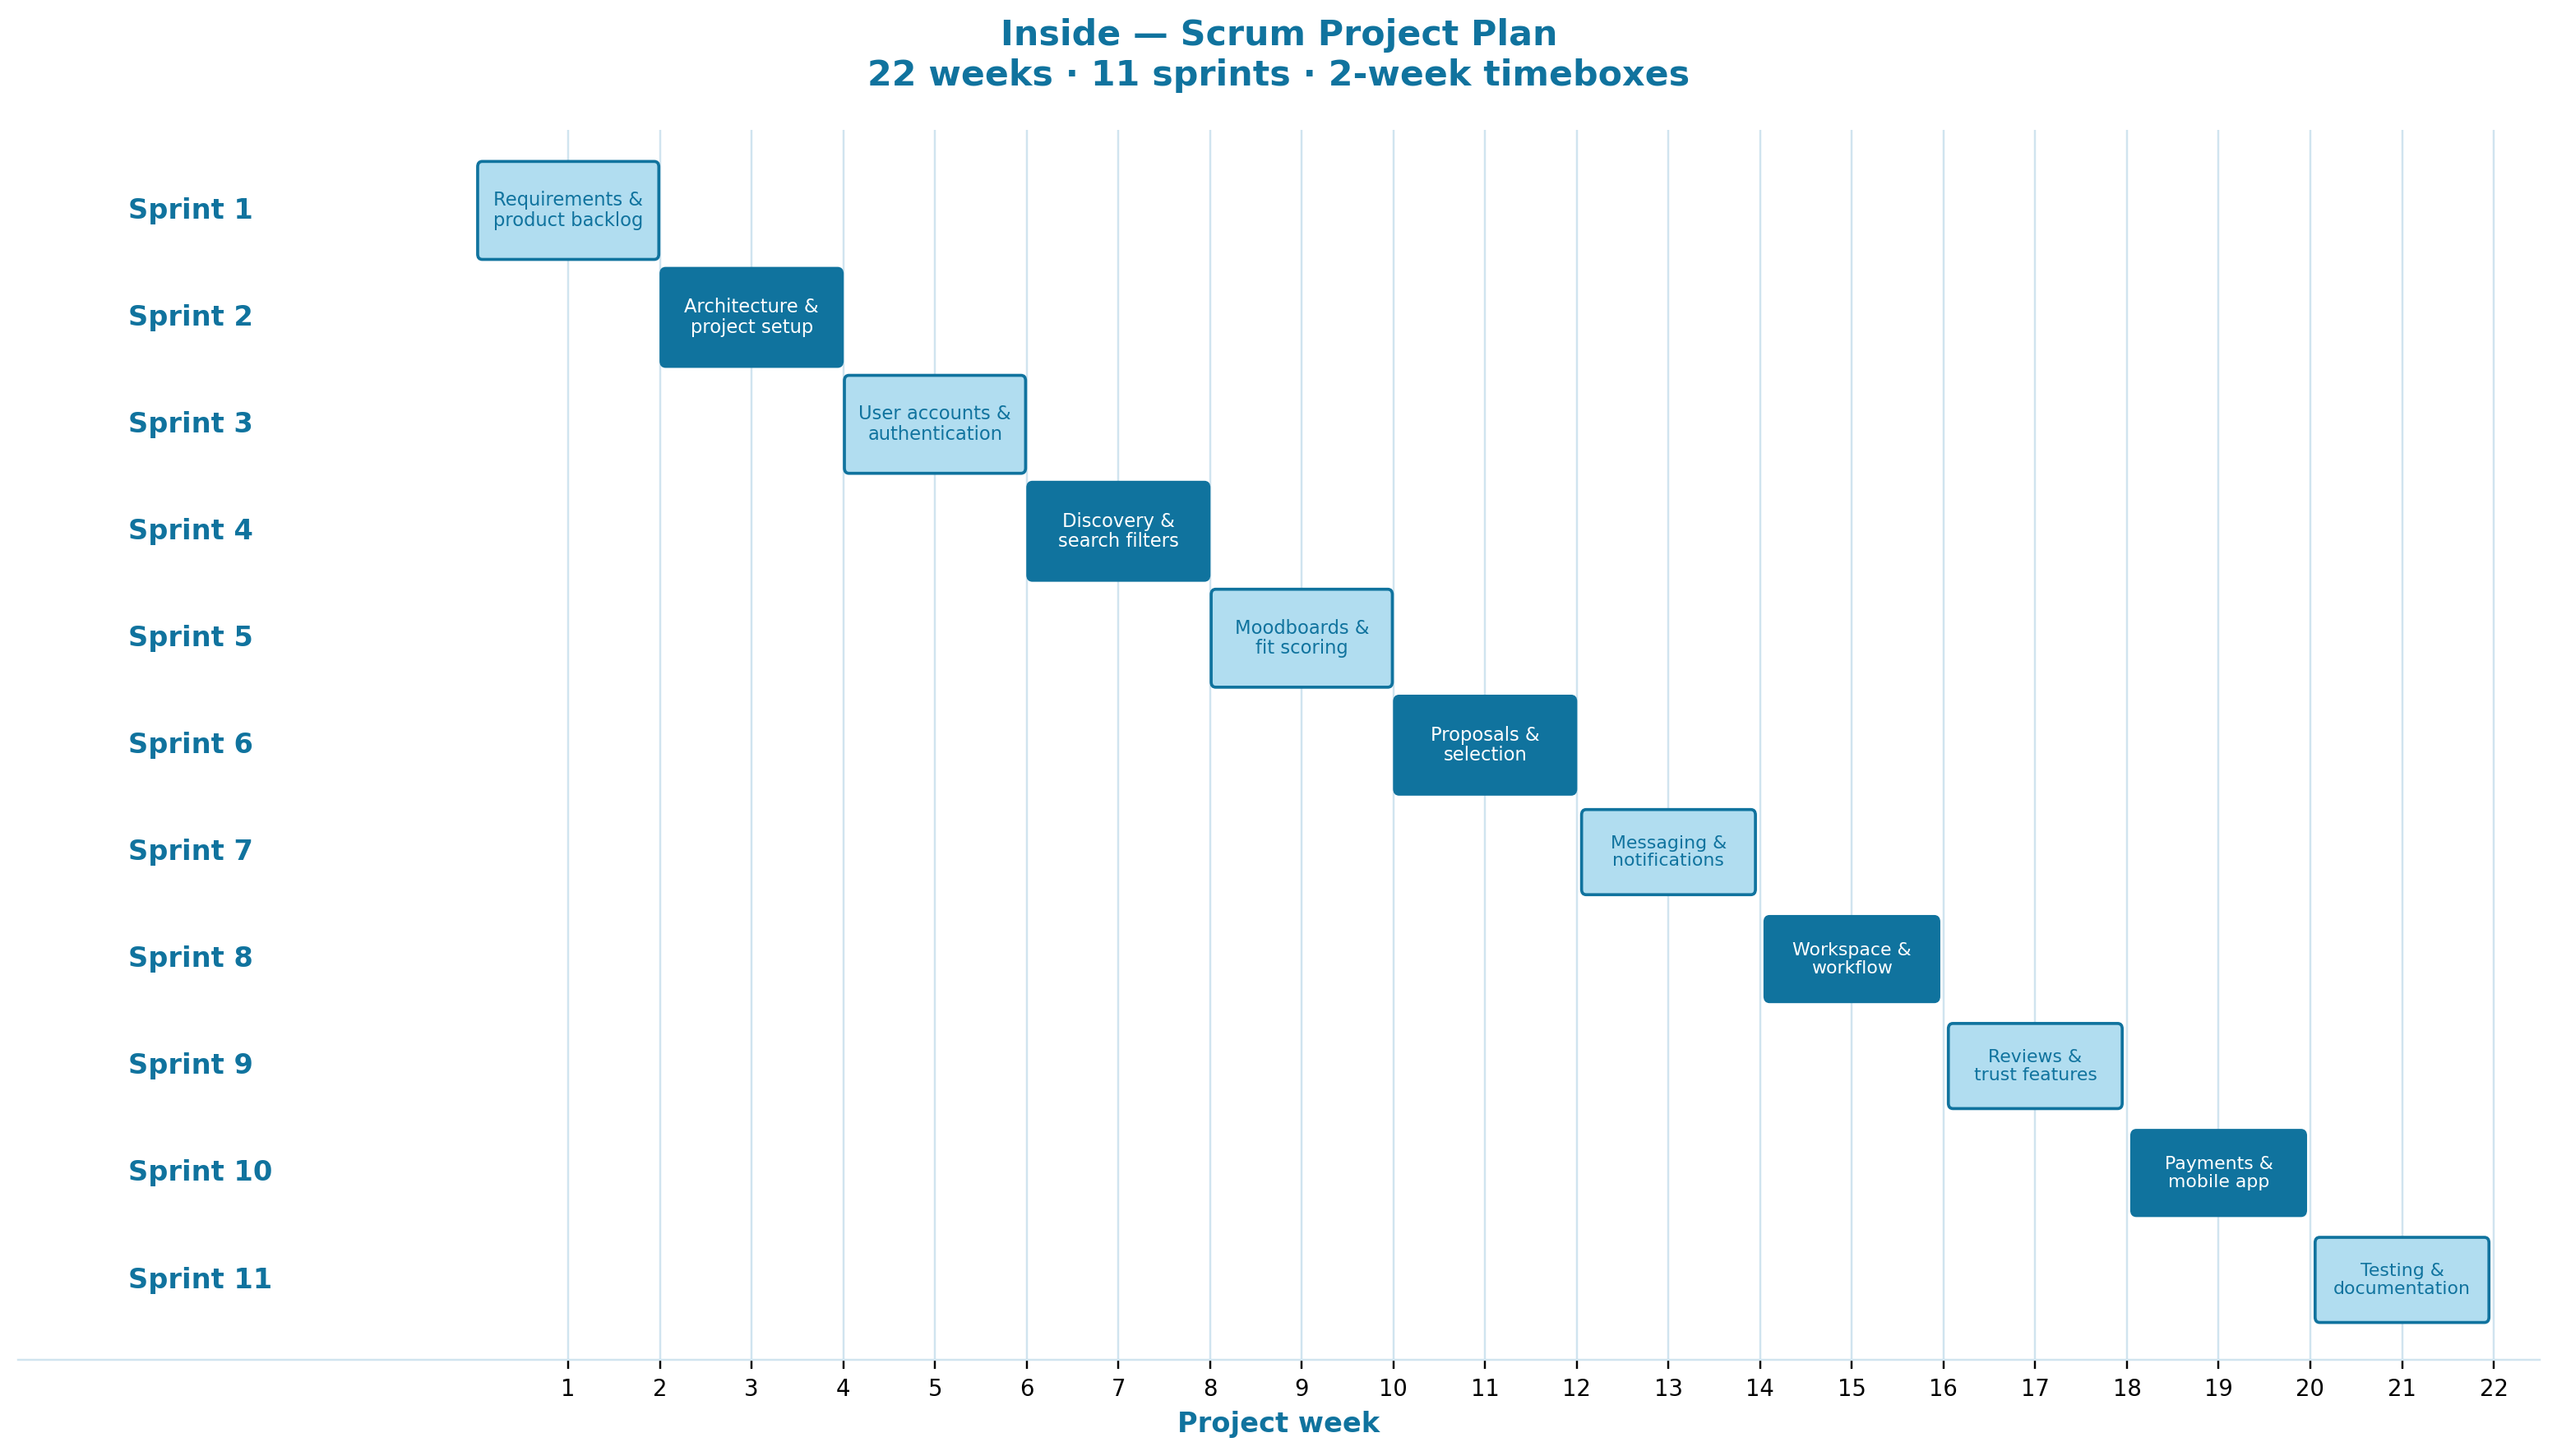 Inside — Scrum Project Plan
22 weeks · 11 sprints · 2-week timeboxes
Sprint 1
Requirements &
product backlog
Sprint 2
Architecture &
project setup
Sprint 3
User accounts &
authentication
Sprint 4
Discovery &
search filters
Sprint 5
Moodboards &
fit scoring
Sprint 6
Proposals &
selection
Sprint 7
Messaging &
notifications
Sprint 8
Workspace &
workflow
Sprint 9
Reviews &
trust features
Sprint 10
Payments &
mobile app
Sprint 11
Testing &
documentation
1 2 3 4 5 6 7 8 9 10 11 12 13 14 15 16 17 18 19 20 21 22
Project week